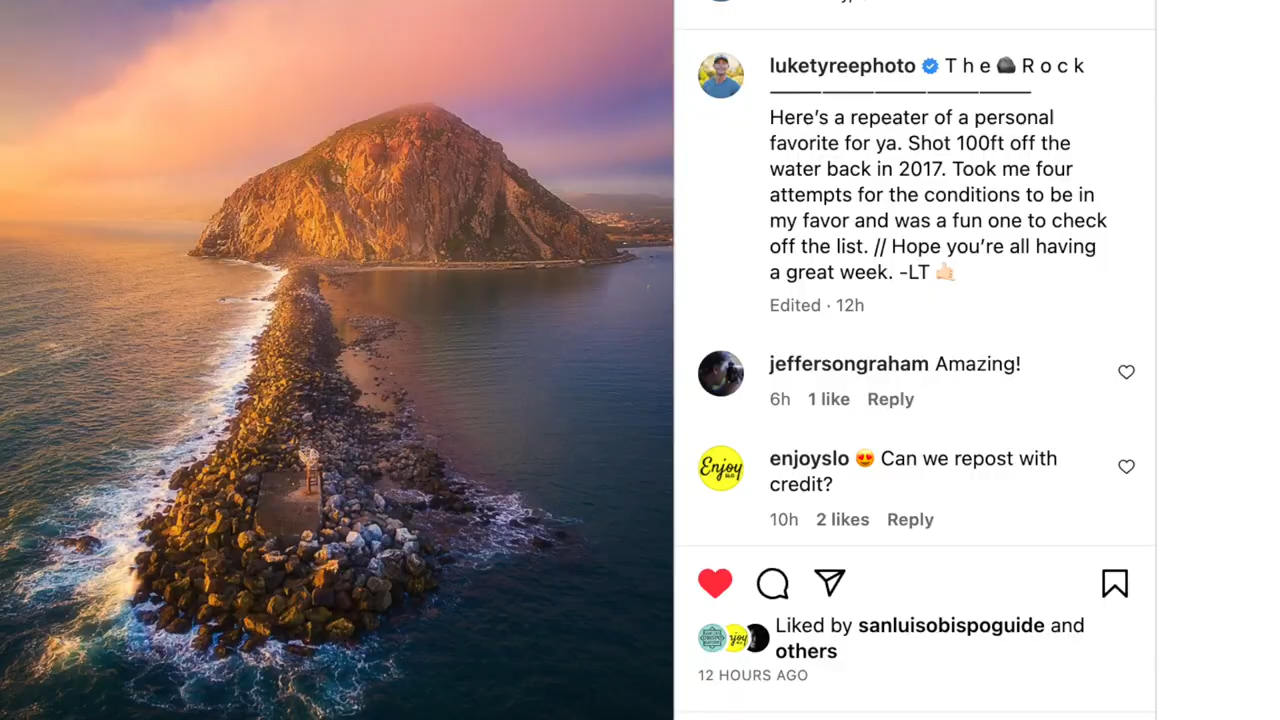 luketyreephoto T h e R o c k
Here’s a repeater of a personal
favorite for ya. Shot 100ft off the
water back in 2017. Took me four
attempts for the conditions to be in
my favor and was a fun one to check
off the list. // Hope you’re all having
a great week. -LT
Edited · 12h
jeffersongraham Amazing!
6h 1 like Reply
Enjoy
SLO
enjoyslo 😍 Can we repost with
credit?
10h 2 likes Reply
Liked by sanluisobispoguide and
others
12 HOURS AGO